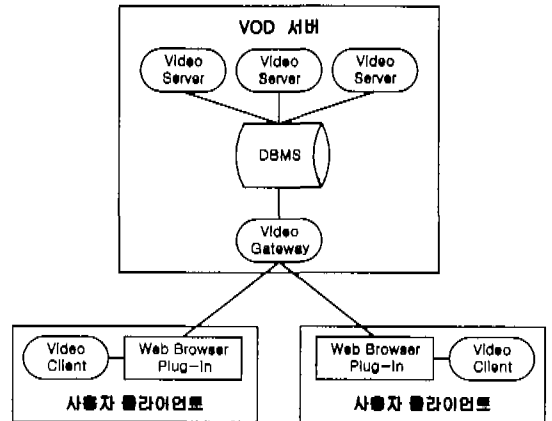 VOD 서버
Video
Server
Video
Server
Video
Server
DBMS
Video
Gateway
Video
Client
Web Browser
Plug-In
Web Browser
Plug-In
Video
Client
사용자 클라이언트
사용자 클라이언트